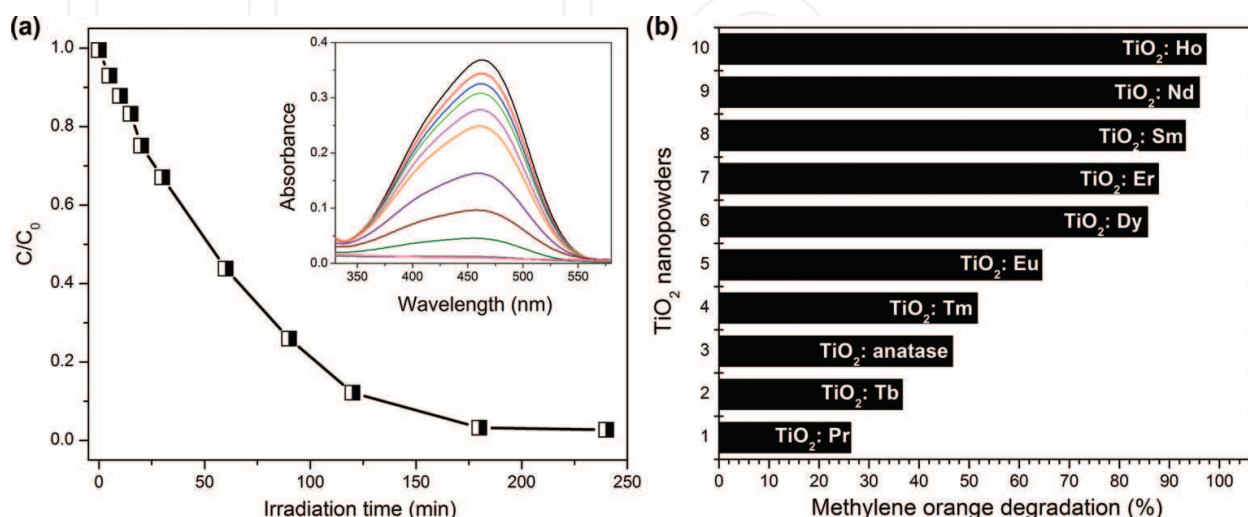 (a)
C/C₀
1.0
0.8
0.6
0.4
0.2
0.0
0 50 100 150 200 250
Irradiation time (min)
Absorbance
0.4
0.3
0.2
0.1
0.0
350 400 450 500 550
Wavelength (nm)
(b)
TiO₂ nanopowders
10 TiO₂: Ho
9 TiO₂: Nd
8 TiO₂: Sm
7 TiO₂: Er
6 TiO₂: Dy
5 TiO₂: Eu
4 TiO₂: Tm
3 TiO₂: anatase
2 TiO₂: Tb
1 TiO₂: Pr
0 10 20 30 40 50 60 70 80 90 100
Methylene orange degradation (%)